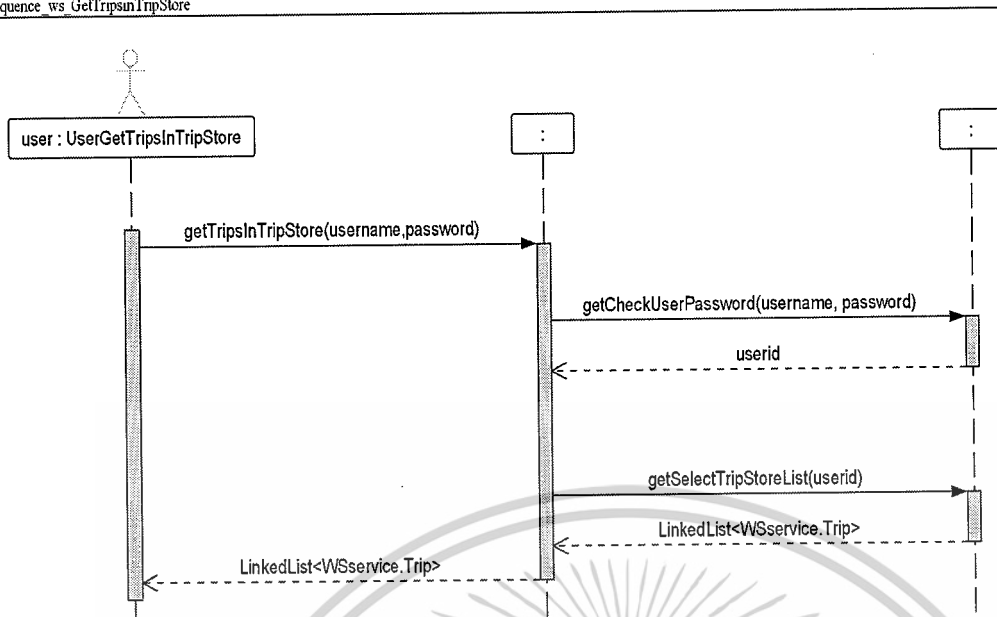 quence_ws_GetTripsinTripStore
user : UserGetTripsInTripStore
:
:
getTripsInTripStore(username,password)
getCheckUserPassword(username, password)
userid
getSelectTripStoreList(userid)
LinkedList<WSservice.Trip>
LinkedList<WSservice.Trip>